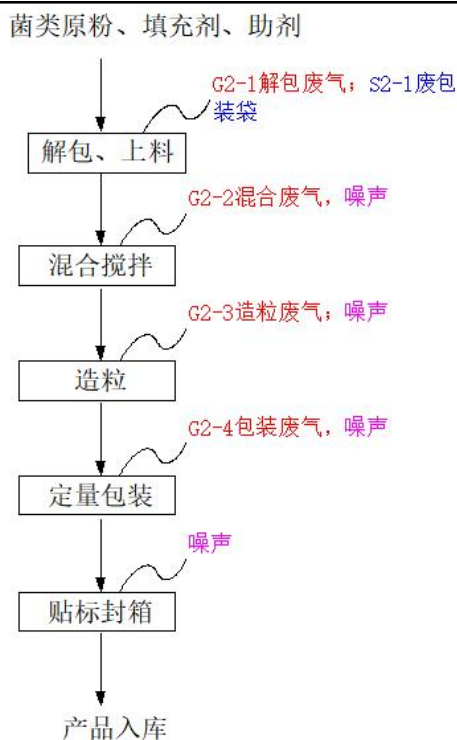 菌类原粉、填充剂、助剂
G2-1解包废气；S2-1废包
装袋
解包、上料
G2-2混合废气，噪声
混合搅拌
G2-3造粒废气；噪声
造粒
G2-4包装废气，噪声
定量包装
噪声
贴标封箱
产品入库